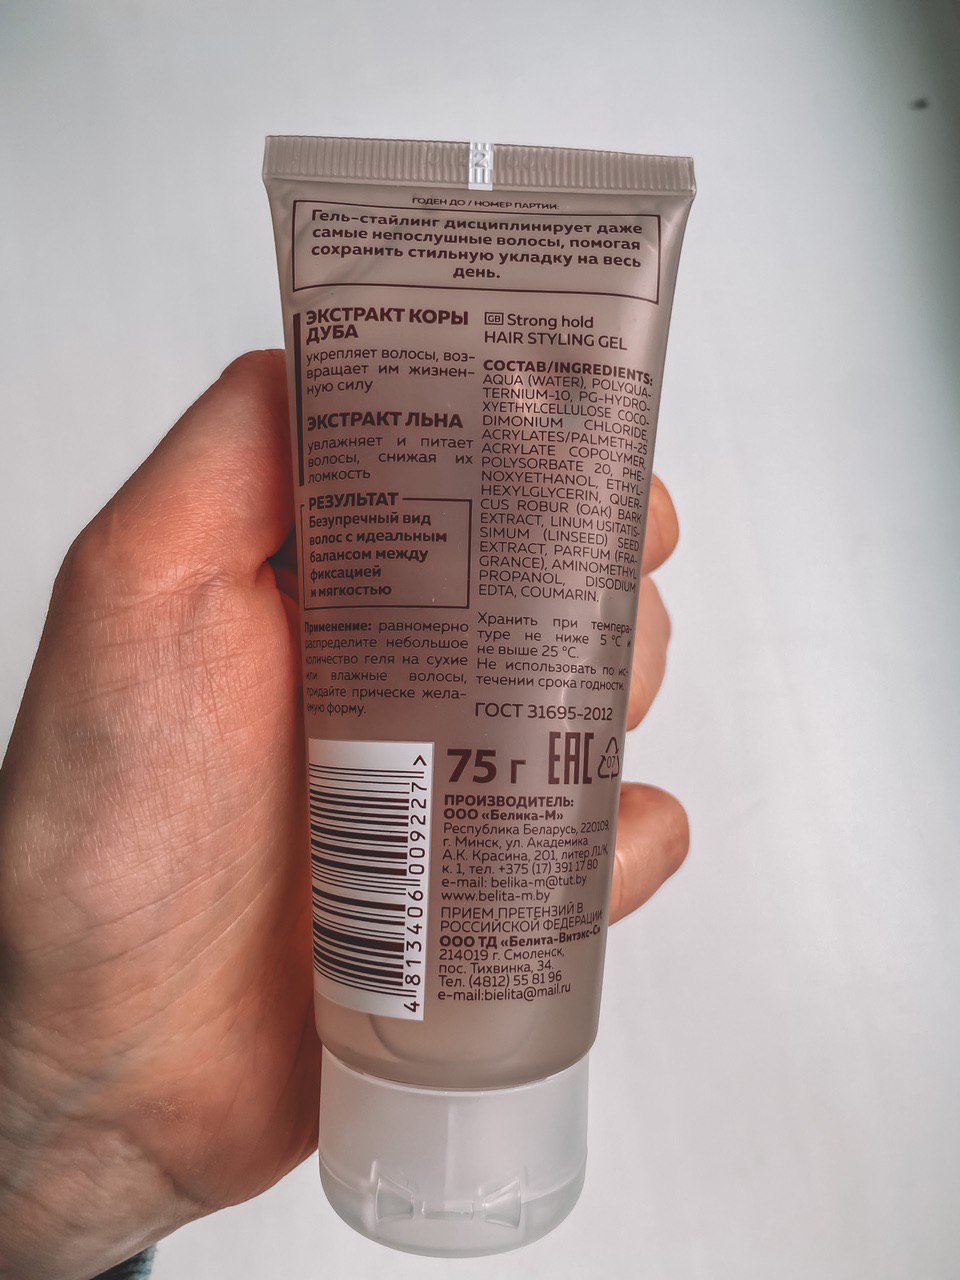 ГОДЕН ДО / НОМЕР ПАРТИИ:
Гель-стайлинг дисциплинирует даже
самые непослушные волосы, помогая
сохранить стильную укладку на весь
день.
ЭКСТРАКТ КОРЫ
ДУБА
укрепляет волосы, воз-
вращает им жизнен-
ную силу
ЭКСТРАКТ ЛЬНА
увлажняет и питает
волосы, снижая их
ломкость
РЕЗУЛЬТАТ
Безупречный вид
волос с идеальным
балансом между
фиксацией
и мягкостью
Применение: равномерно
распределите небольшое
количество геля на сухие
или влажные волосы,
придайте прическе жела-
емую форму.
GB Strong hold
HAIR STYLING GEL
СОСТАВ/INGREDIENTS:
AQUA (WATER), POLYQUA-
TERNIUM-10, PG-HYDRO-
XYETHYLCELLULOSE COCO-
DIMONIUM CHLORIDE,
ACRYLATES/PALMETH-25
ACRYLATE COPOLYMER,
POLYSORBATE 20, PHE-
NOXYETHANOL, ETHYL-
HEXYLGLYCERIN, QUER-
CUS ROBUR (OAK) BARK
EXTRACT, LINUM USITATIS-
SIMUM (LINSEED) SEED
EXTRACT, PARFUM (FRA-
GRANCE), AMINOMETHYL
PROPANOL, DISODIUM
EDTA, COUMARIN.
Хранить при темпера-
туре не ниже 5 °C и
не выше 25 °C.
Не использовать по ис-
течении срока годности.
ГОСТ 31695-2012
75 г EAC 07
ПРОИЗВОДИТЕЛЬ:
ООО «Белика-М»
Республика Беларусь, 220109,
г. Минск, ул. Академика
А.К. Красина, 201, литер Л1/К,
к. 1, тел. +375 (17) 391 17 80
e-mail: belika-m@tut.by
www.belita-m.by
ПРИЕМ ПРЕТЕНЗИЙ В
РОССИЙСКОЙ ФЕДЕРАЦИИ
ООО ТД «Белита-Витэкс-См
214019 г. Смоленск,
пос. Тихвинка, 34.
Тел. (4812) 55 81 96
e-mail:bielita@mail.ru
4 813406 009227 >